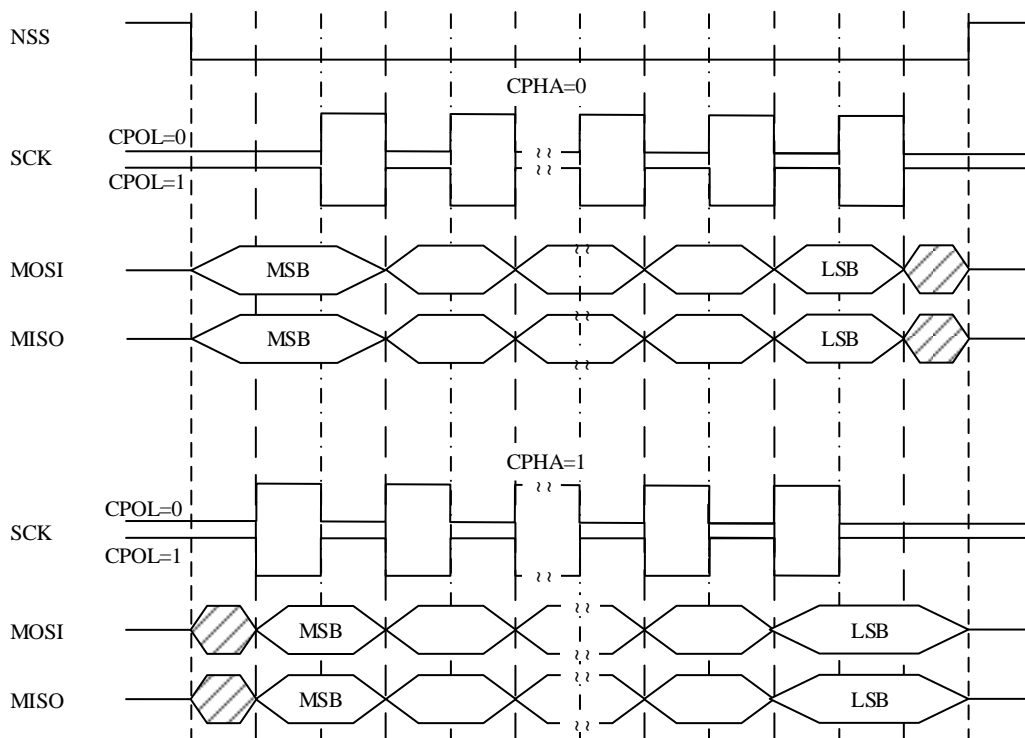 NSS
CPHA=0
CPOL=0
SCK
CPOL=1
MOSI MSB LSB
MISO MSB LSB
CPHA=1
CPOL=0
SCK
CPOL=1
MOSI MSB LSB
MISO MSB LSB